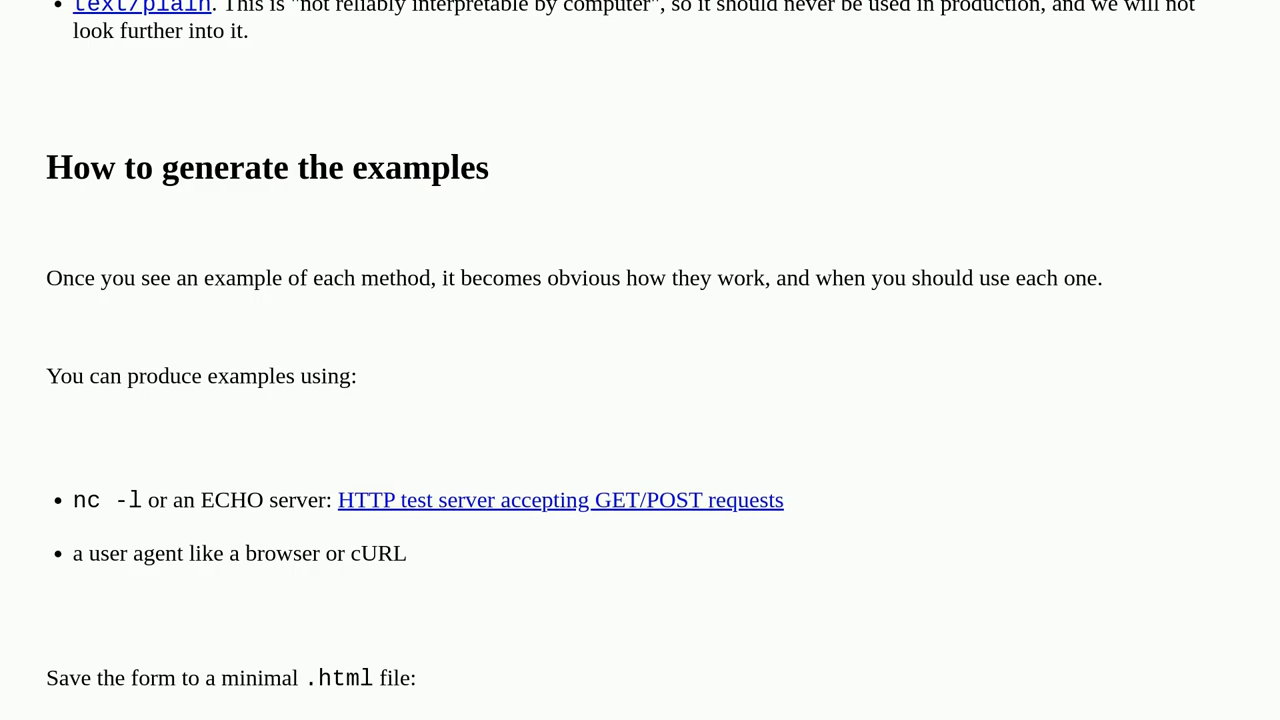 text/plain. This is "not reliably interpretable by computer", so it should never be used in production, and we will not
look further into it.
How to generate the examples
Once you see an example of each method, it becomes obvious how they work, and when you should use each one.
You can produce examples using:
nc -l or an ECHO server: HTTP test server accepting GET/POST requests
a user agent like a browser or cURL
Save the form to a minimal .html file: